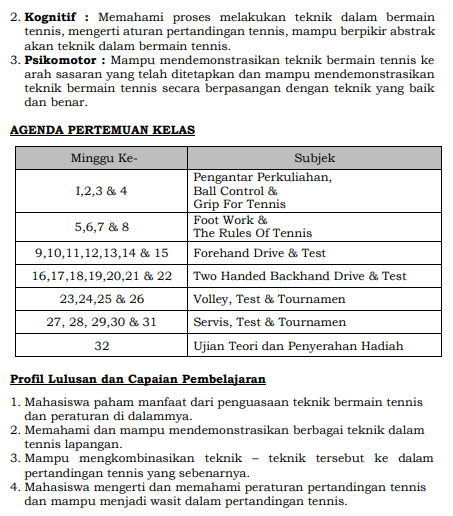 2. Kognitif : Memahami proses melakukan teknik dalam bermain
tennis, mengerti aturan pertandingan tennis, mampu berpikir abstrak
akan teknik dalam bermain tennis.
3. Psikomotor : Mampu mendemonstrasikan teknik bermain tennis ke
arah sasaran yang telah ditetapkan dan mampu mendemonstrasikan
teknik bermain tennis secara berpasangan dengan teknik yang baik
dan benar.
AGENDA PERTEMUAN KELAS
Minggu Ke- Subjek
I,2,3 & 4 Pengantar Perkuliahan,
Ball Control &
Grip For Tennis
5,6,7 & 8 Foot Work &
The Rules Of Tennis
9,10,11,12,13,14 & 15 Forehand Drive & Test
16,17,18,19,20,21 & 22 Two Handed Backhand Drive & Test
23,24,25 & 26 Volley, Test & Tournamen
27, 28, 29,30 & 31 Servis, Test & Tournamen
32 Ujian Teori dan Penyerahan Hadiah
Profil Lulusan dan Capaian Pembelajaran
1. Mahasiswa paham manfaat dari penguasaan teknik bermain tennis
dan peraturan di dalammya.
2. Memahami dan mampu mendemonstrasikan berbagai teknik dalam
tennis lapangan.
3. Mampu mengkombinasikan teknik – teknik tersebut ke dalam
pertandingan tennis yang sebenarnya.
4. Mahasiswa mengerti dan memahami peraturan pertandingan tennis
dan mampu menjadi wasit dalam pertandingan tennis.